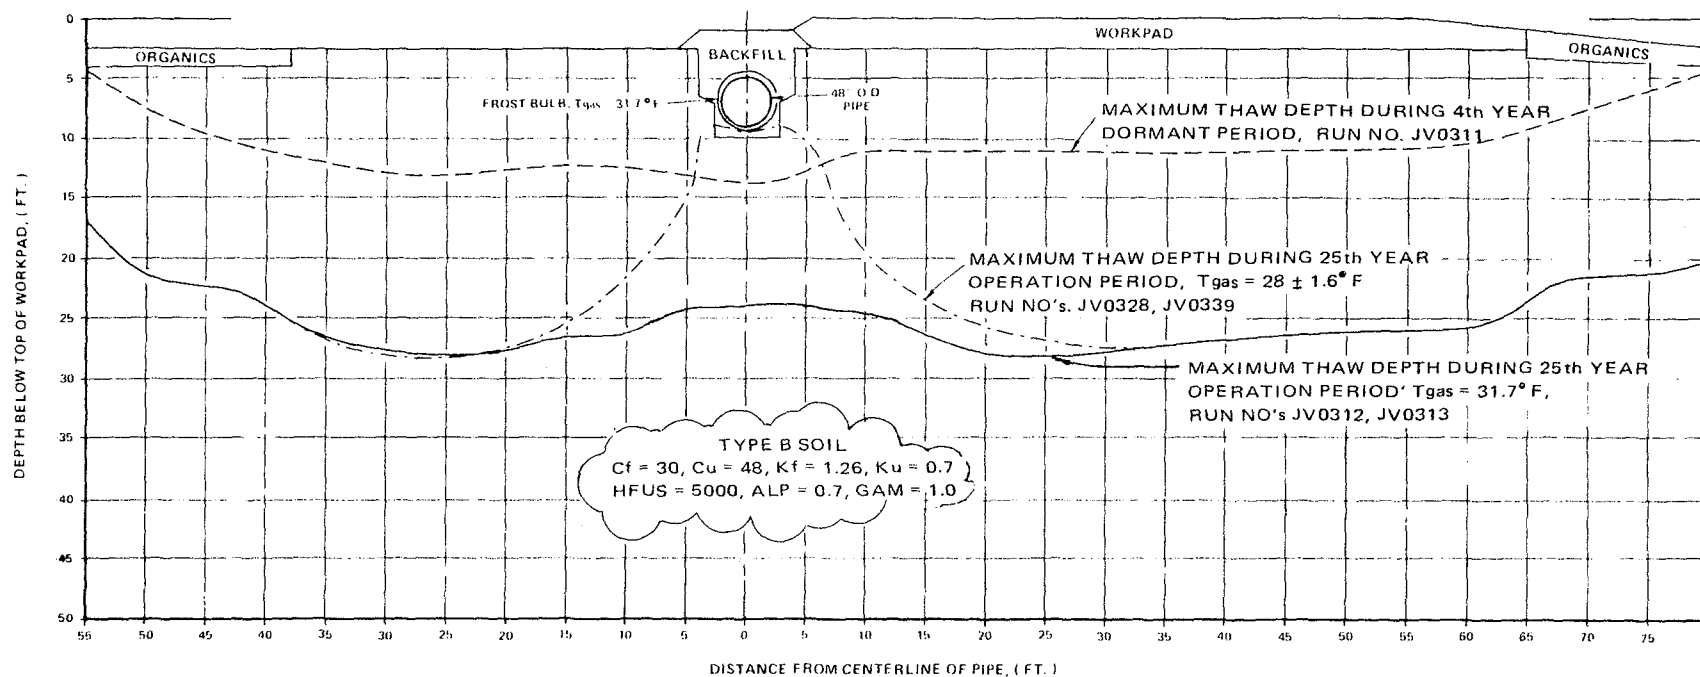 0
5
10
15
20
25
30
35
40
45
50
DEPTH BELOW TOP OF WORKPAD, (FT.)
ORGANICS
BACKFILL
WORKPAD
ORGANICS
FROST BULB, Tgas 31.7°F
48" O.D
PIPE
MAXIMUM THAW DEPTH DURING 4th YEAR
DORMANT PERIOD, RUN NO. JV0311
MAXIMUM THAW DEPTH DURING 25th YEAR
OPERATION PERIOD, Tgas = 28 ± 1.6°F
RUN NO's. JV0328, JV0339
MAXIMUM THAW DEPTH DURING 25th YEAR
OPERATION PERIOD' Tgas = 31.7°F,
RUN NO's JV0312, JV0313
TYPE B SOIL
Cf = 30, Cu = 48, Kf = 1.26, Ku = 0.7
HFUS = 5000, ALP = 0.7, GAM = 1.0
55 50 45 40 35 30 25 20 15 10 5 0 5 10 15 20 25 30 35 40 45 50 55 60 65 70 75
DISTANCE FROM CENTERLINE OF PIPE, (FT.)